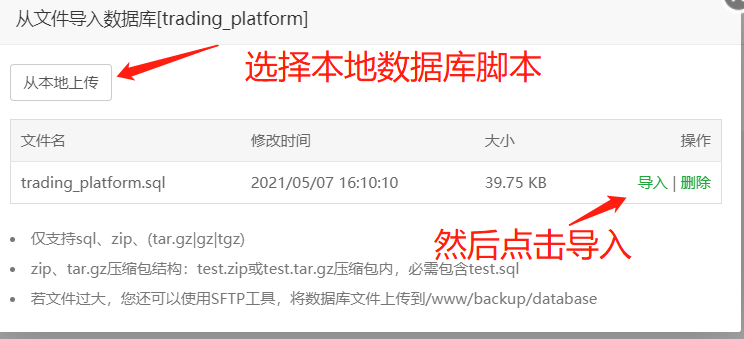 从文件导入数据库[trading_platform]
从本地上传
选择本地数据库脚本
文件名 修改时间 大小 操作
trading_platform.sql 2021/05/07 16:10:10 39.75 KB 导入 | 删除
然后点击导入
仅支持sql、zip、(tar.gz|gz|tgz)
zip、tar.gz压缩包结构：test.zip或test.tar.gz压缩包内，必需包含test.sql
若文件过大，您还可以使用SFTP工具，将数据库文件上传到/www/backup/database